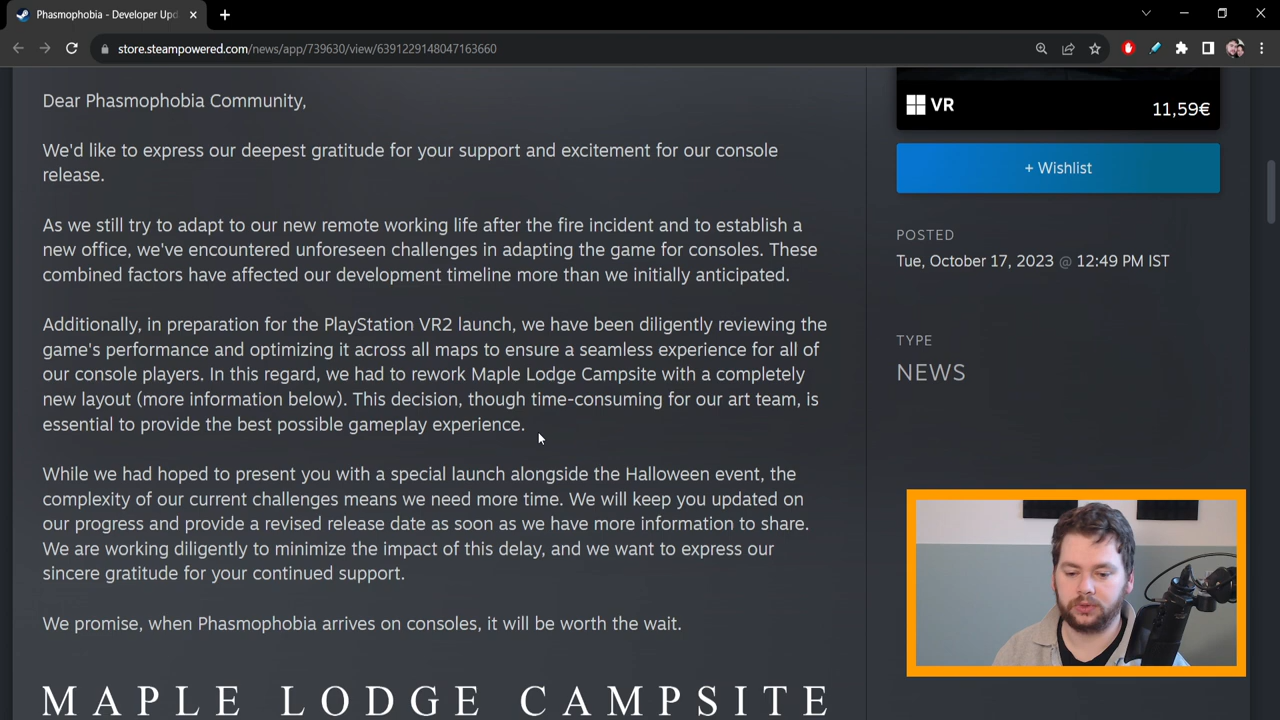 Phasmophobia - Developer Upd
store.steampowered.com/news/app/739630/view/6391229148047163660
Dear Phasmophobia Community,
We'd like to express our deepest gratitude for your support and excitement for our console
release.
As we still try to adapt to our new remote working life after the fire incident and to establish a
new office, we've encountered unforeseen challenges in adapting the game for consoles. These
combined factors have affected our development timeline more than we initially anticipated.
Additionally, in preparation for the PlayStation VR2 launch, we have been diligently reviewing the
game's performance and optimizing it across all maps to ensure a seamless experience for all of
our console players. In this regard, we had to rework Maple Lodge Campsite with a completely
new layout (more information below). This decision, though time-consuming for our art team, is
essential to provide the best possible gameplay experience.
While we had hoped to present you with a special launch alongside the Halloween event, the
complexity of our current challenges means we need more time. We will keep you updated on
our progress and provide a revised release date as soon as we have more information to share.
We are working diligently to minimize the impact of this delay, and we want to express our
sincere gratitude for your continued support.
We promise, when Phasmophobia arrives on consoles, it will be worth the wait.
MAPLE LODGE CAMPSITE
VR
11,59€
+ Wishlist
POSTED
Tue, October 17, 2023 @ 12:49 PM IST
TYPE
NEWS